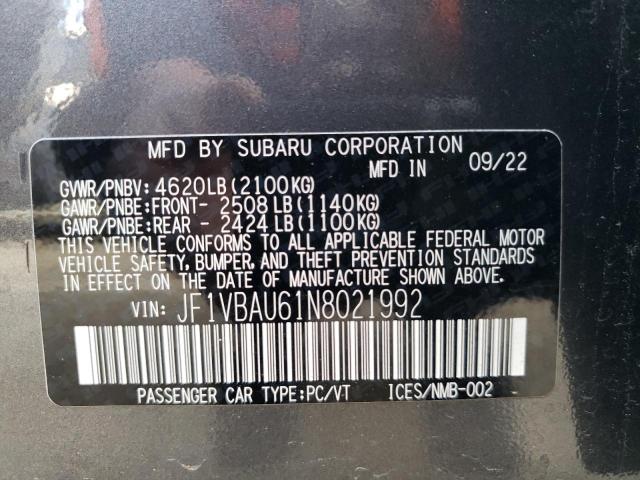 MFD BY SUBARU CORPORATION
MFD IN 09/22
GVWR/PNBV: 4620LB(2100KG)
GAWR/PNBE:FRONT- 2508LB(1140KG)
GAWR/PNBE:REAR - 2424LB(1100KG)
THIS VEHICLE CONFORMS TO ALL APPLICABLE FEDERAL MOTOR
VEHICLE SAFETY, BUMPER, AND THEFT PREVENTION STANDARDS
IN EFFECT ON THE DATE OF MANUFACTURE SHOWN ABOVE.
VIN: JF1VBAU61N8021992
PASSENGER CAR TYPE:PC/VT ICES/NMB-002